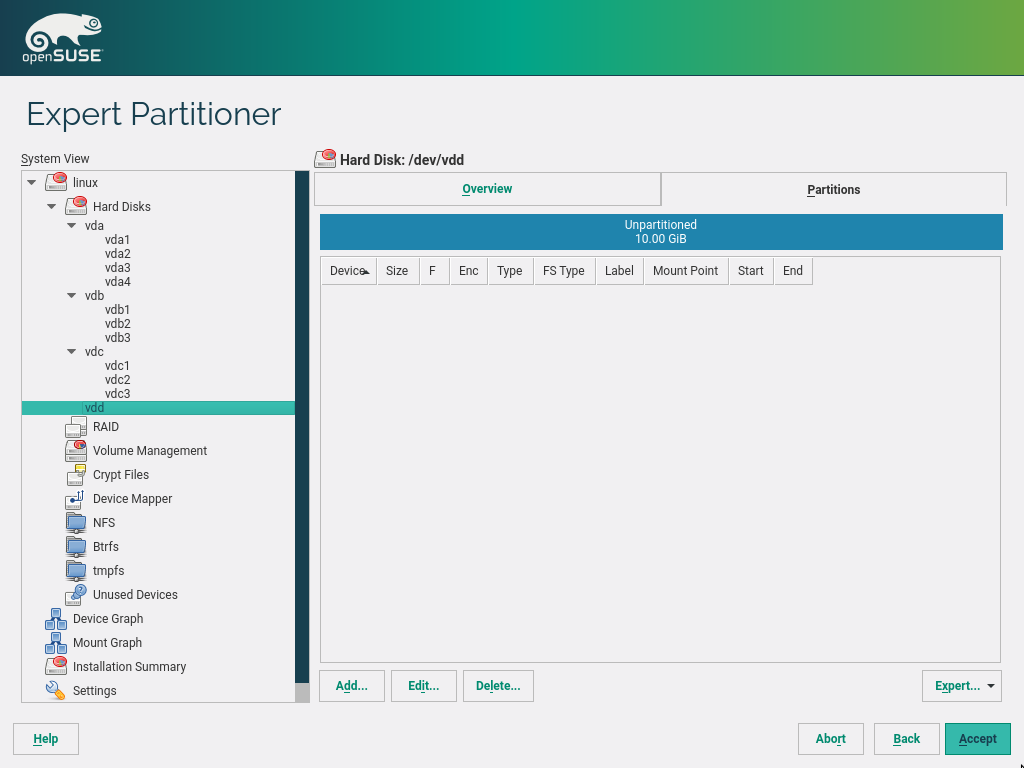 openSUSE
Expert Partitioner
System View
linux
Hard Disks
vda
vda1
vda2
vda3
vda4
vdb
vdb1
vdb2
vdb3
vdc
vdc1
vdc2
vdc3
vdd
RAID
Volume Management
Crypt Files
Device Mapper
NFS
Btrfs
tmpfs
Unused Devices
Device Graph
Mount Graph
Installation Summary
Settings
Hard Disk: /dev/vdd
Overview Partitions
Unpartitioned
10.00 GiB
Device Size F Enc Type FS Type Label Mount Point Start End
Add... Edit... Delete... Expert...
Help Abort Back Accept